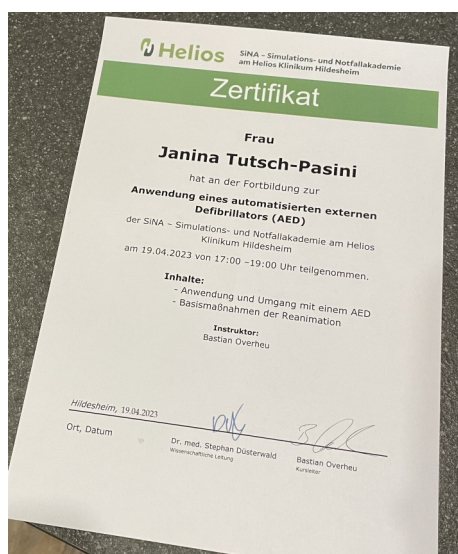 Helios
SiNA – Simulations- und Notfallakademie
am Helios Klinikum Hildesheim
Zertifikat
Frau
Janina Tutsch-Pasini
hat an der Fortbildung zur
Anwendung eines automatisierten externen
Defibrillators (AED)
der SiNA – Simulations- und Notfallakademie am Helios
Klinikum Hildesheim
am 19.04.2023 von 17:00 –19:00 Uhr teilgenommen.
Inhalte:
- Anwendung und Umgang mit einem AED
- Basismaßnahmen der Reanimation
Instruktor:
Bastian Overheu
Hildesheim, 19.04.2023
Ort, Datum
Dr. med. Stephan Düsterwald
Wissenschaftliche Leitung
Bastian Overheu
Kursleiter